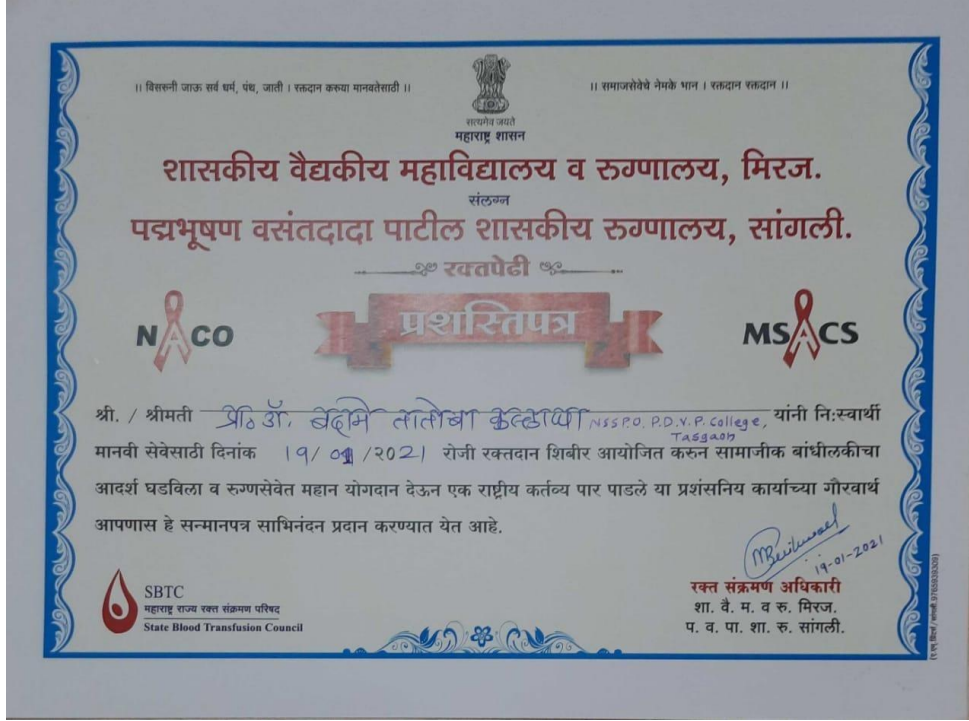 ।। विसरुनी जाऊ सर्व धर्म, पंथ, जाती । रक्तदान करुया मानवतेसाठी ।।
।। समाजसेवेचे नेमके भान । रक्तदान रक्तदान ।।
सत्यमेव जयते
महाराष्ट्र शासन
शासकीय वैद्यकीय महाविद्यालय व रुग्णालय, मिरज.
संलग्न
पद्मभूषण वसंतदादा पाटील शासकीय रुग्णालय, सांगली.
रक्तपेढी
NACO
प्रशस्तिपत्र
MSACS
श्री. / श्रीमती प्रा. डॉ. बदामे तातोबा कल्लाप्पा NSSPO. P.D.V.P. College, यांनी नि:स्वार्थी
Tasgaon
मानवी सेवेसाठी दिनांक 19/01/2021 रोजी रक्तदान शिबीर आयोजित करुन सामाजीक बांधीलकीचा
आदर्श घडविला व रुग्णसेवेत महान योगदान देऊन एक राष्ट्रीय कर्तव्य पार पाडले या प्रशंसनिय कार्याच्या गौरवार्थ
आपणास हे सन्मानपत्र साभिनंदन प्रदान करण्यात येत आहे.
19-01-2021
रक्त संक्रमण अधिकारी
शा. वै. म. व रु. मिरज.
प. व. पा. शा. रु. सांगली.
SBTC
महाराष्ट्र राज्य रक्त संक्रमण परिषद
State Blood Transfusion Council